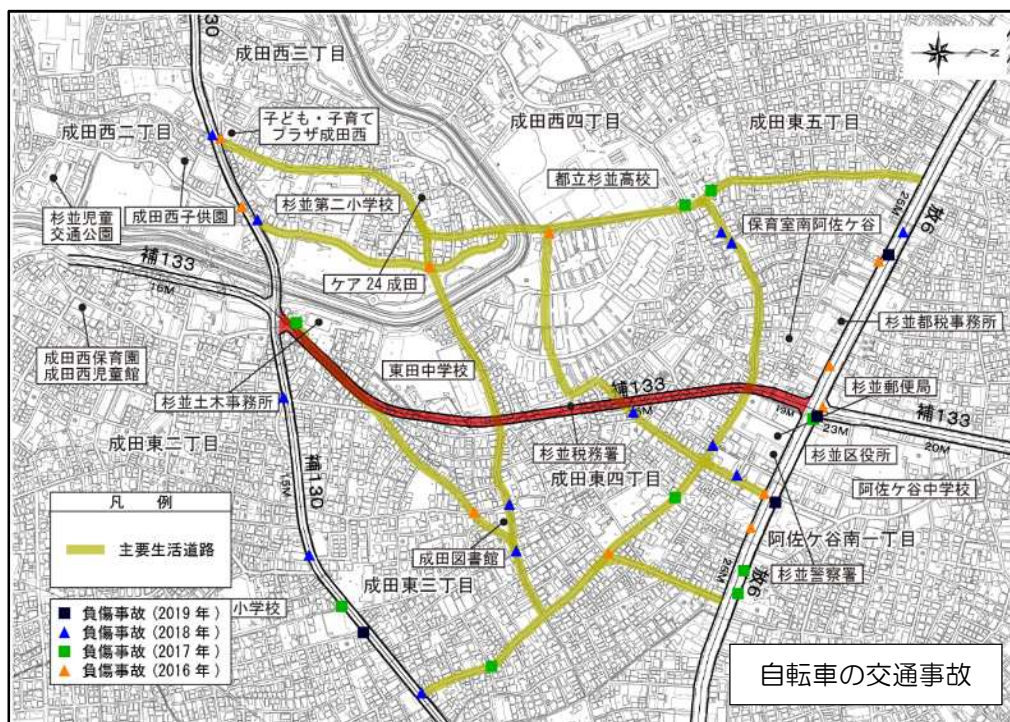 30
成田西三丁目
子ども・子育て
プラザ成田西
成田西四丁目
成田東五丁目
N
成田西二丁目
杉並児童
交通公園
成田西子供園
杉並第二小学校
都立杉並高校
26M
放6
保育室南阿佐ケ谷
補133
16M
ケア24成田
杉並都税事務所
成田西保育園
成田西児童館
杉並土木事務所
東田中学校
補133
杉並郵便局
19M
23M
補133
20M
杉並税務署
杉並区役所
成田東二丁目
補130
15M
成田東四丁目
阿佐ケ谷中学校
成田図書館
阿佐ケ谷南一丁目
杉並警察署
成田東三丁目
25M
放6
凡 例
主要生活道路
小学校
負傷事故(2019年)
負傷事故(2018年)
負傷事故(2017年)
負傷事故(2016年)
自転車の交通事故